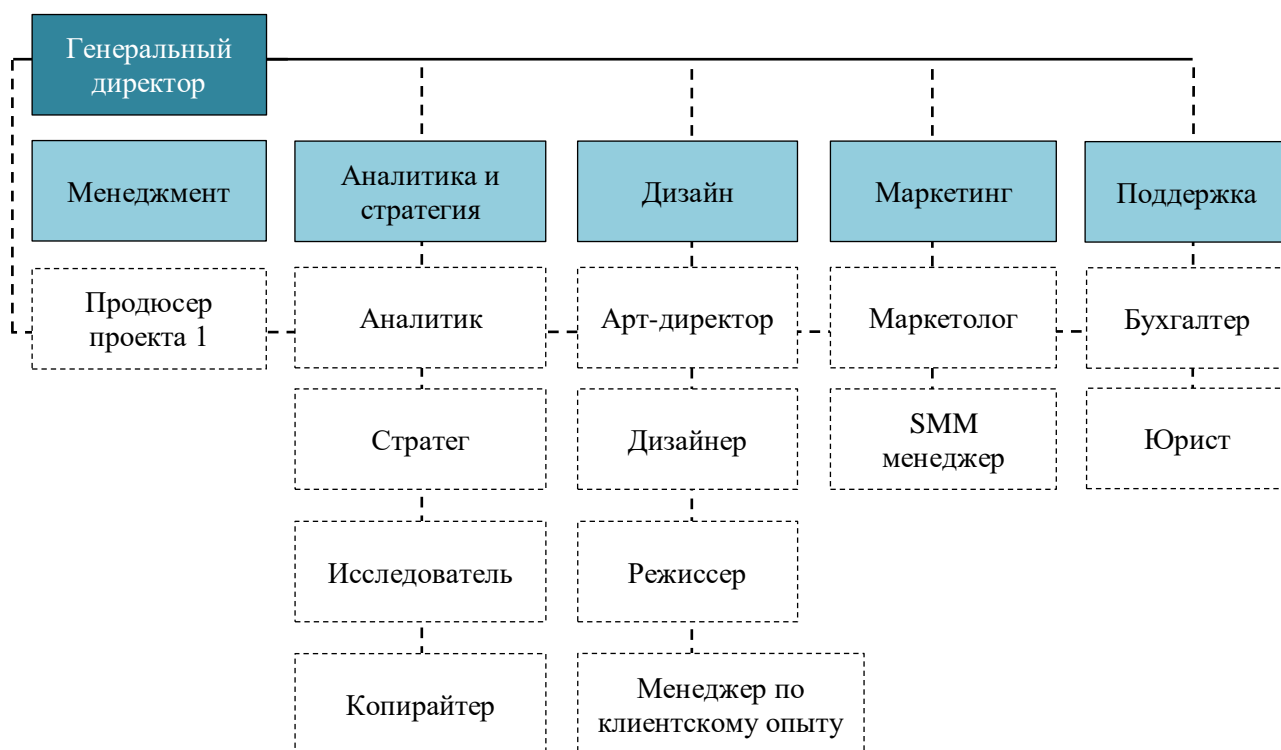 Генеральный
директор
Менеджмент
Аналитика и
стратегия
Дизайн
Маркетинг
Поддержка
Продюсер
проекта 1
Аналитик
Арт-директор
Маркетолог
Бухгалтер
Стратег
Дизайнер
SMM
менеджер
Юрист
Исследователь
Режиссер
Копирайтер
Менеджер по
клиентскому опыту